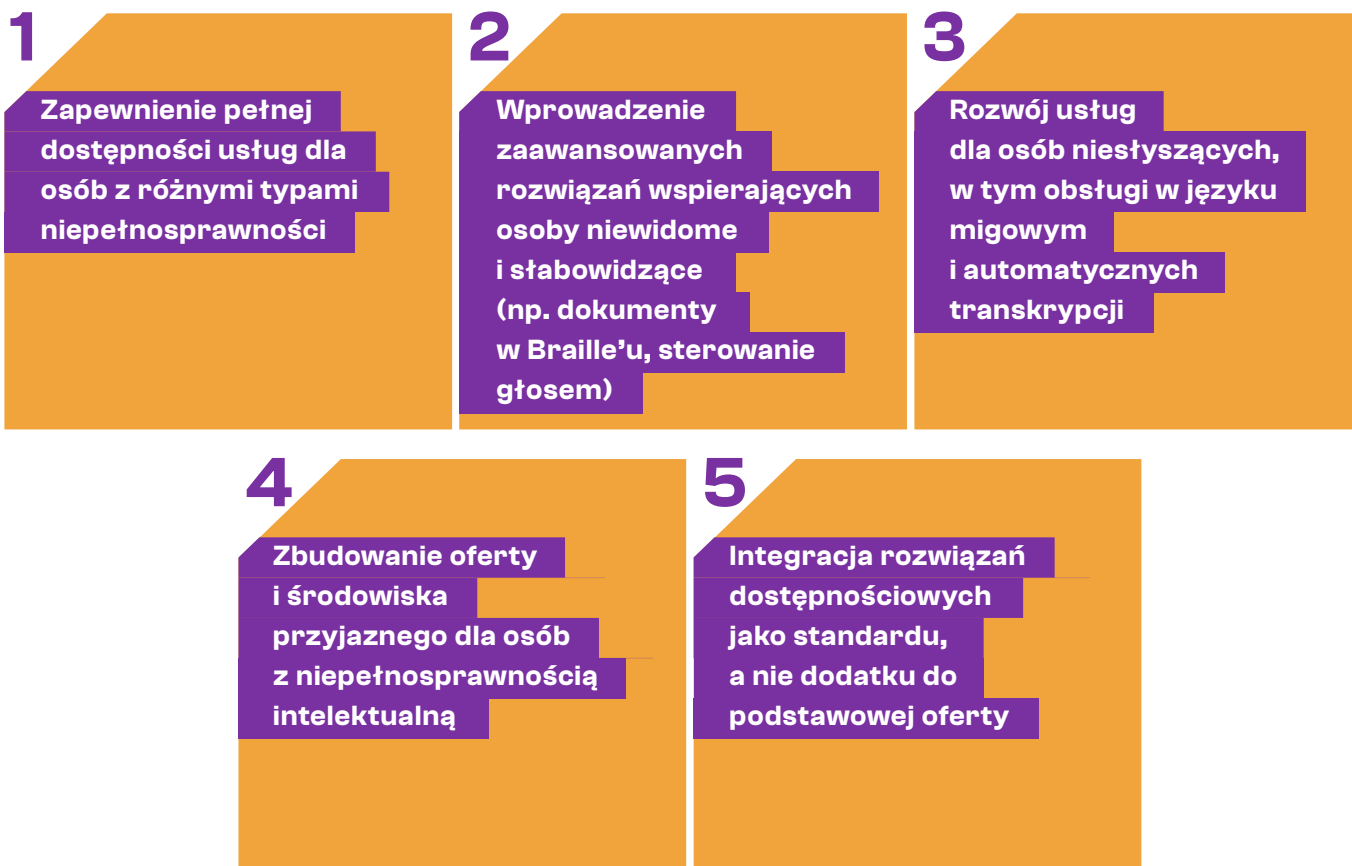 1
Zapewnienie pełnej
dostępności usług dla
osób z różnymi typami
niepełnosprawności
2
Wprowadzenie
zaawansowanych
rozwiązań wspierających
osoby niewidome
i słabowidzące
(np. dokumenty
w Braille’u, sterowanie
głosem)
3
Rozwój usług
dla osób niesłyszących,
w tym obsługi w języku
migowym
i automatycznych
transkrypcji
4
Zbudowanie oferty
i środowiska
przyjaznego dla osób
z niepełnosprawnością
intelektualną
5
Integracja rozwiązań
dostępnościowych
jako standardu,
a nie dodatku do
podstawowej oferty